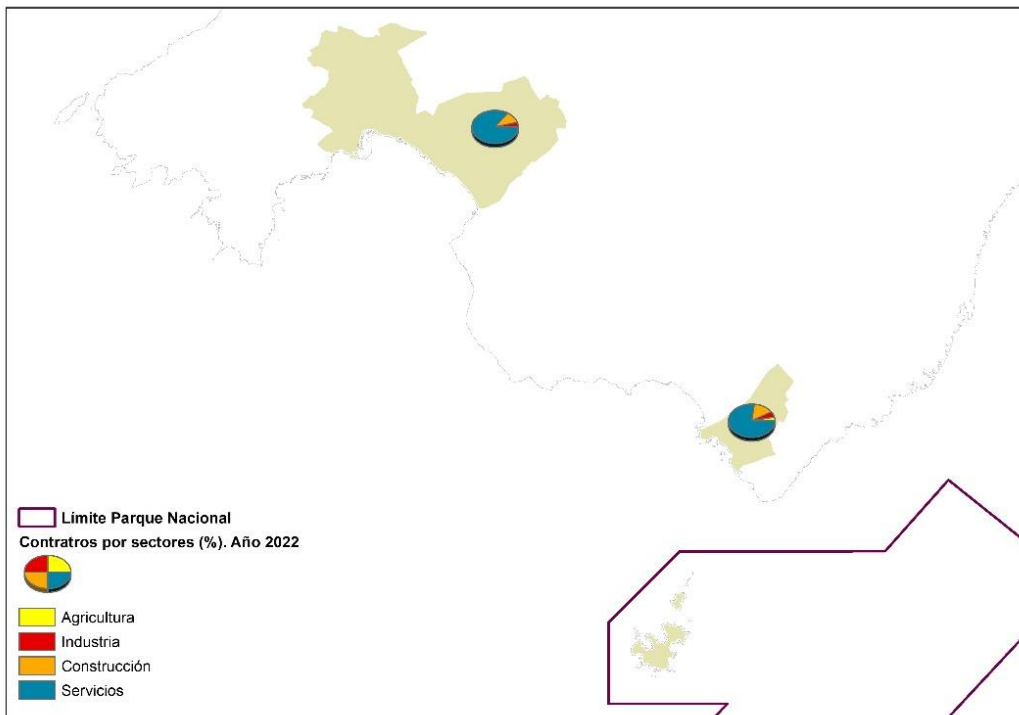 Límite Parque Nacional
Contratros por sectores (%). Año 2022
Agricultura
Industria
Construcción
Servicios